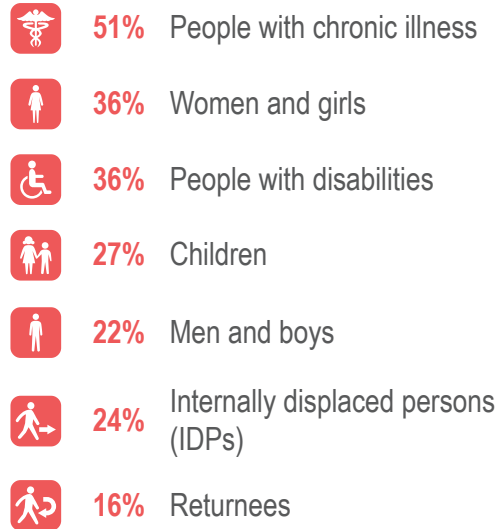 51% People with chronic illness
36% Women and girls
36% People with disabilities
27% Children
22% Men and boys
24% Internally displaced persons
(IDPs)
16% Returnees